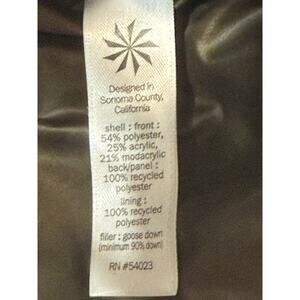 Designed in
Sonoma County,
California
shell : front :
54% polyester,
25% acrylic,
21% modacrylic
back/panel :
100% recycled
polyester
lining :
100% recycled
polyester
filler : goose down
(minimum 90% down)
RN #54023